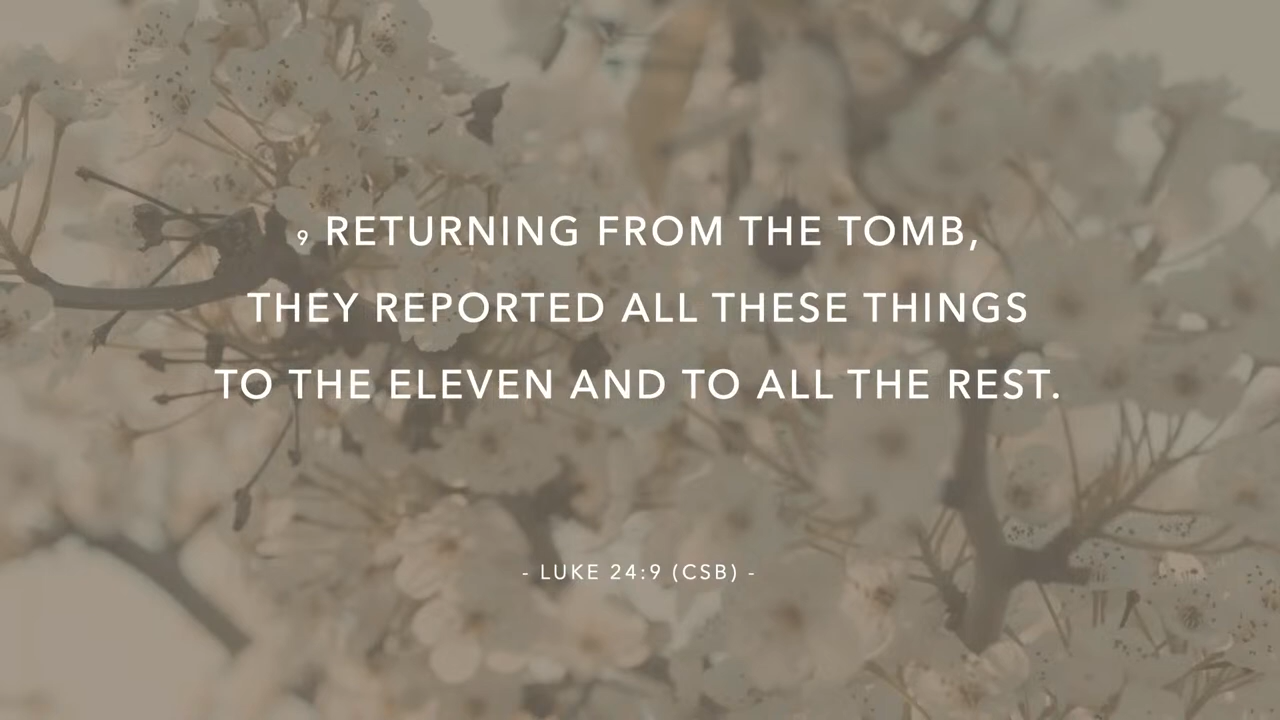 9 RETURNING FROM THE TOMB,
THEY REPORTED ALL THESE THINGS
TO THE ELEVEN AND TO ALL THE REST.
- LUKE 24:9 (CSB) -